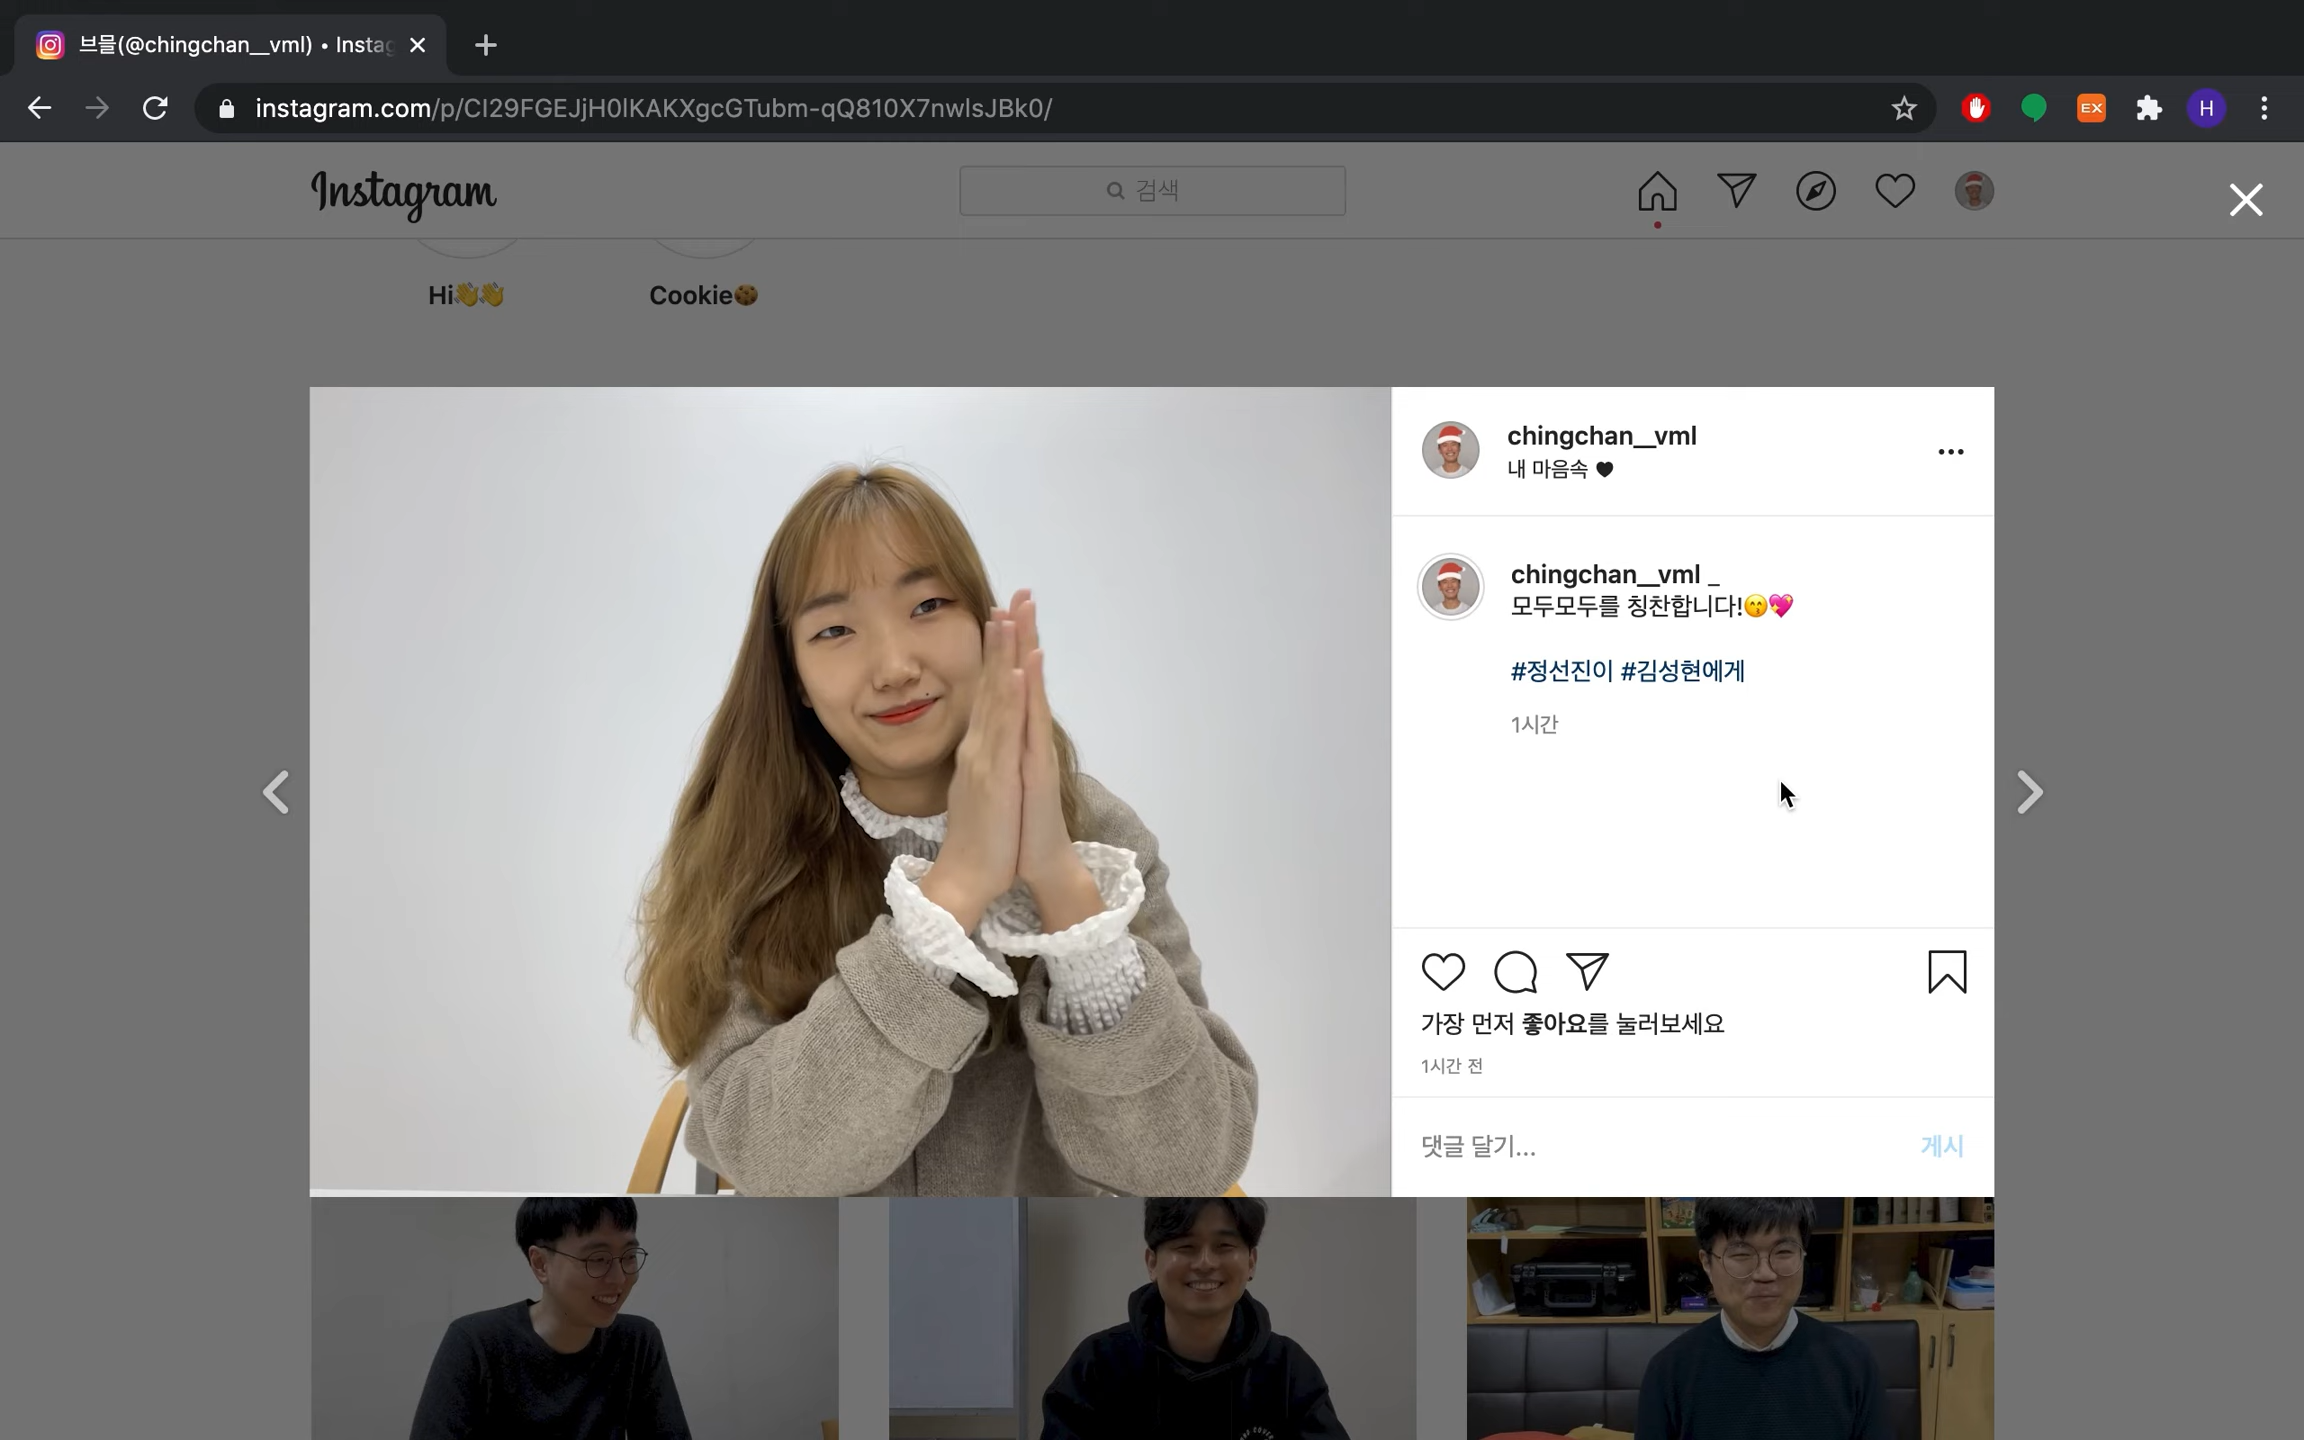 브믈(@chingchan__vml) • Instag
instagram.com/p/CI29FGEJjH0IKAKXgcGTubm-qQ810X7nwlsJBk0/
EX
H
Instagram
검색
Hi👋👋
Cookie🍪
chingchan__vml
내 마음속 🖤
chingchan__vml _
모두모두를 칭찬합니다!😚💖
#정선진이 #김성현에게
1시간
가장 먼저 좋아요를 눌러보세요
1시간 전
댓글 달기...
게시